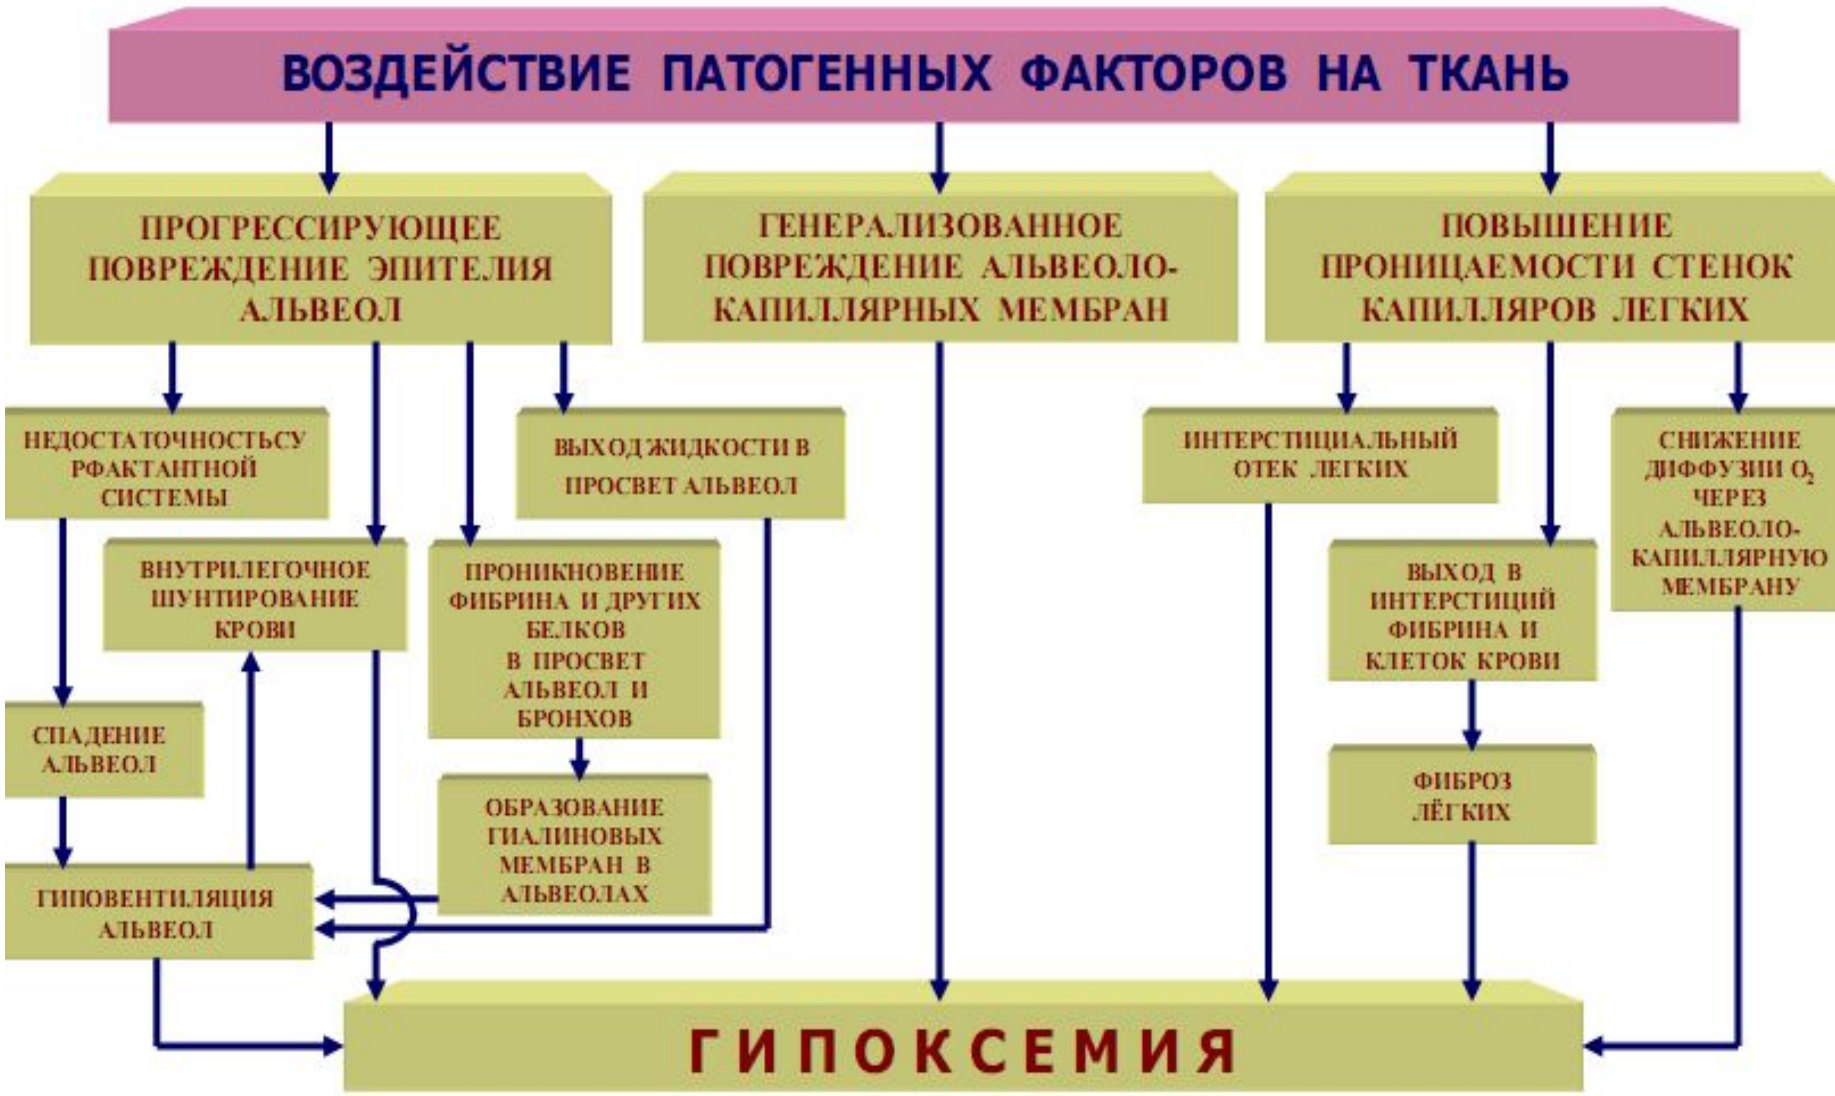 ВОЗДЕЙСТВИЕ ПАТОГЕННЫХ ФАКТОРОВ НА ТКАНЬ
ПРОГРЕССИРУЮЩЕЕ
ПОВРЕЖДЕНИЕ ЭПИТЕЛИЯ
АЛЬВЕОЛ
ГЕНЕРАЛИЗОВАННОЕ
ПОВРЕЖДЕНИЕ АЛЬВЕОЛО-
КАПИЛЛЯРНЫХ МЕМБРАН
ПОВЫШЕНИЕ
ПРОНИЦАЕМОСТИ СТЕНОК
КАПИЛЛЯРОВ ЛЕГКИХ
НЕДОСТАТОЧНОСТЬСУ
РФАКТАНТНОЙ
СИСТЕМЫ
ВЫХОД ЖИДКОСТИ В
ПРОСВЕТ АЛЬВЕОЛ
ИНТЕРСТИЦИАЛЬНЫЙ
ОТЕК ЛЕГКИХ
СНИЖЕНИЕ
ДИФФУЗИИ O₂
ЧЕРЕЗ
АЛЬВЕОЛО-
КАПИЛЛЯРНУЮ
МЕМБРАНУ
ВНУТРИЛЕГОЧНОЕ
ШУНТИРОВАНИЕ
КРОВИ
ПРОНИКНОВЕНИЕ
ФИБРИНА И ДРУГИХ
БЕЛКОВ
В ПРОСВЕТ
АЛЬВЕОЛ И
БРОНХОВ
ВЫХОД В
ИНТЕРСТИЦИЙ
ФИБРИНА И
КЛЕТОК КРОВИ
СПАДЕНИЕ
АЛЬВЕОЛ
ОБРАЗОВАНИЕ
ГИАЛИНОВЫХ
МЕМБРАН В
АЛЬВЕОЛАХ
ФИБРОЗ
ЛЁГКИХ
ГИПОВЕНТИЛЯЦИЯ
АЛЬВЕОЛ
ГИПОКСЕМИЯ